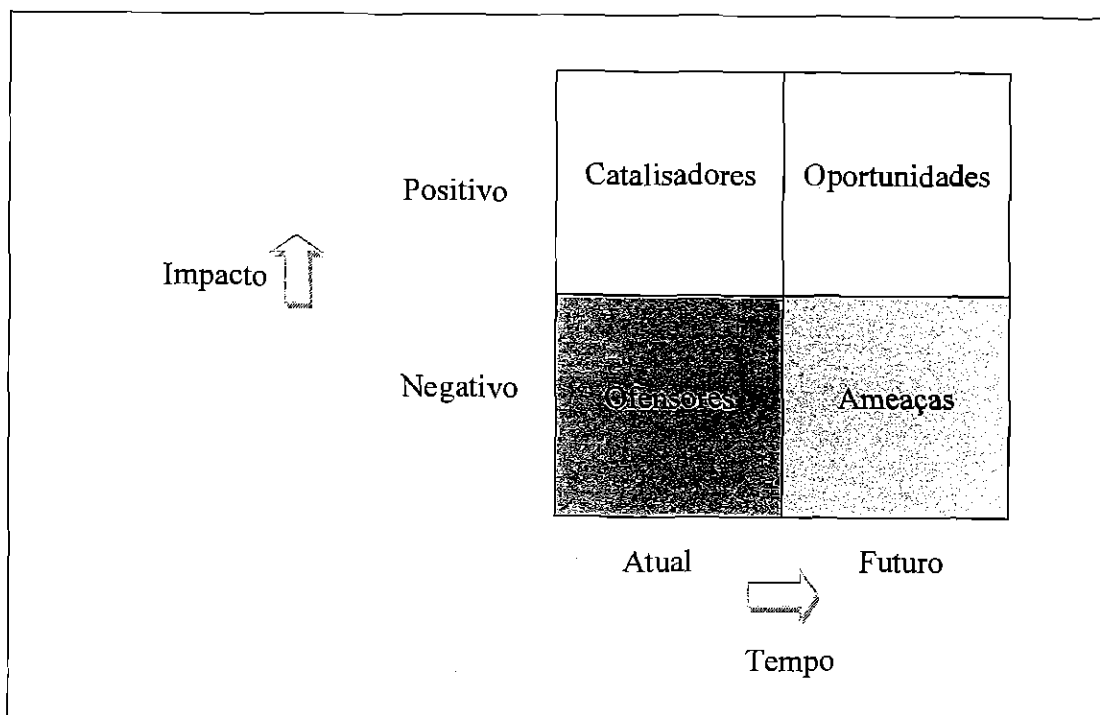 Catalisadores Oportunidades
Positivo
Impacto
Negativo
Ofensores Ameaças
Atual Futuro
Tempo